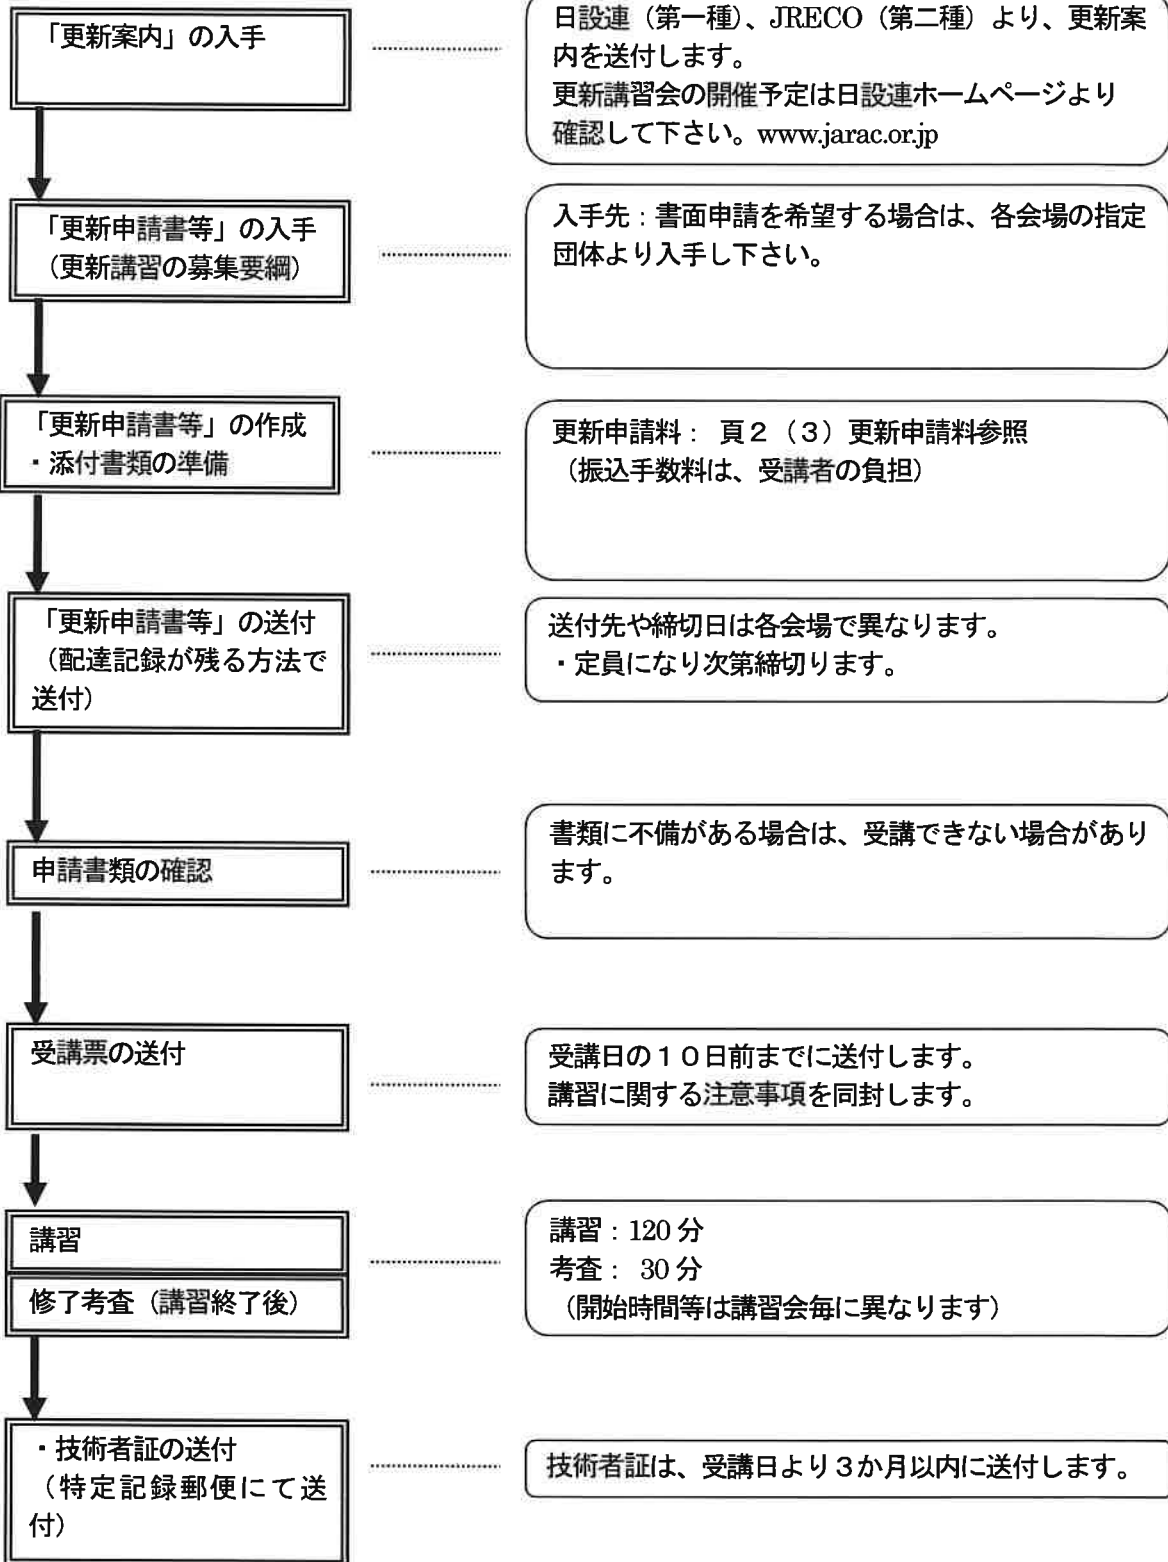 「更新案内」の入手
日設連（第一種）、JRECO（第二種）より、更新案
内を送付します。
更新講習会の開催予定は日設連ホームページより
確認して下さい。www.jarac.or.jp
「更新申請書等」の入手
（更新講習の募集要綱）
入手先：書面申請を希望する場合は、各会場の指定
団体より入手し下さい。
「更新申請書等」の作成
・添付書類の準備
更新申請料： 頁２（３）更新申請料参照
（振込手数料は、受講者の負担）
「更新申請書等」の送付
（配達記録が残る方法で
送付）
送付先や締切日は各会場で異なります。
・定員になり次第締切ります。
申請書類の確認
書類に不備がある場合は、受講できない場合があり
ます。
受講票の送付
受講日の１０日前までに送付します。
講習に関する注意事項を同封します。
講習
修了考査（講習終了後）
講習：120 分
考査： 30 分
（開始時間等は講習会毎に異なります）
・技術者証の送付
（特定記録郵便にて送
付）
技術者証は、受講日より３か月以内に送付します。